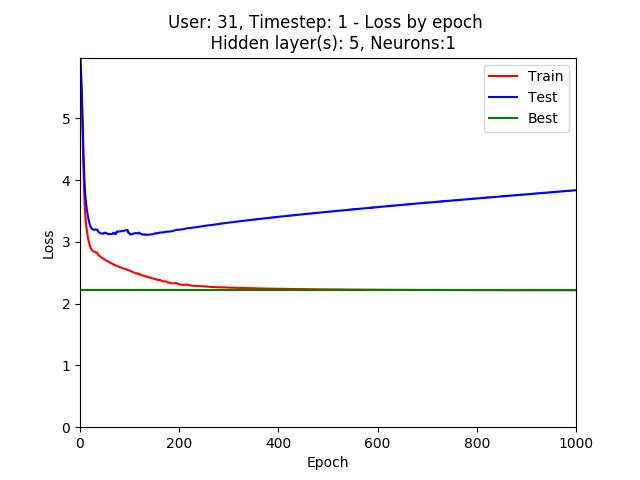 User: 31, Timestep: 1 - Loss by epoch
Hidden layer(s): 5, Neurons:1
Train
Test
Best
5
4
3
2
1
0
Loss
0 200 400 600 800 1000
Epoch